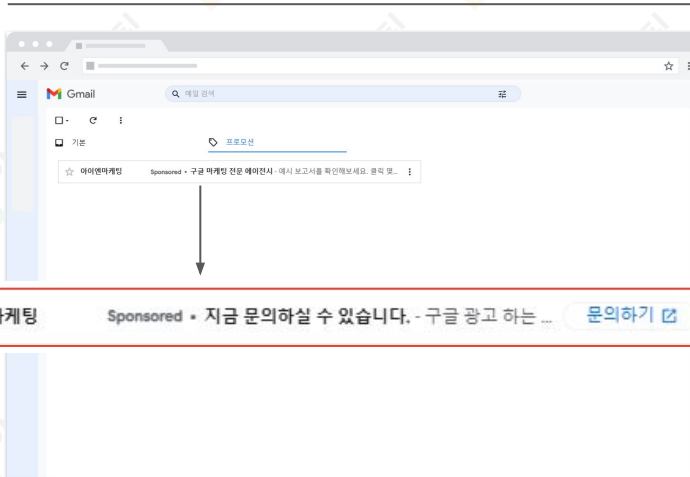 Gmail
메일 검색
기본
프로모션
아이엔마케팅 Sponsored • 구글 마케팅 전문 에이전시 - 예시 보고서를 확인해보세요. 클릭 몇...
마케팅 Sponsored • 지금 문의하실 수 있습니다. - 구글 광고 하는 ... 문의하기